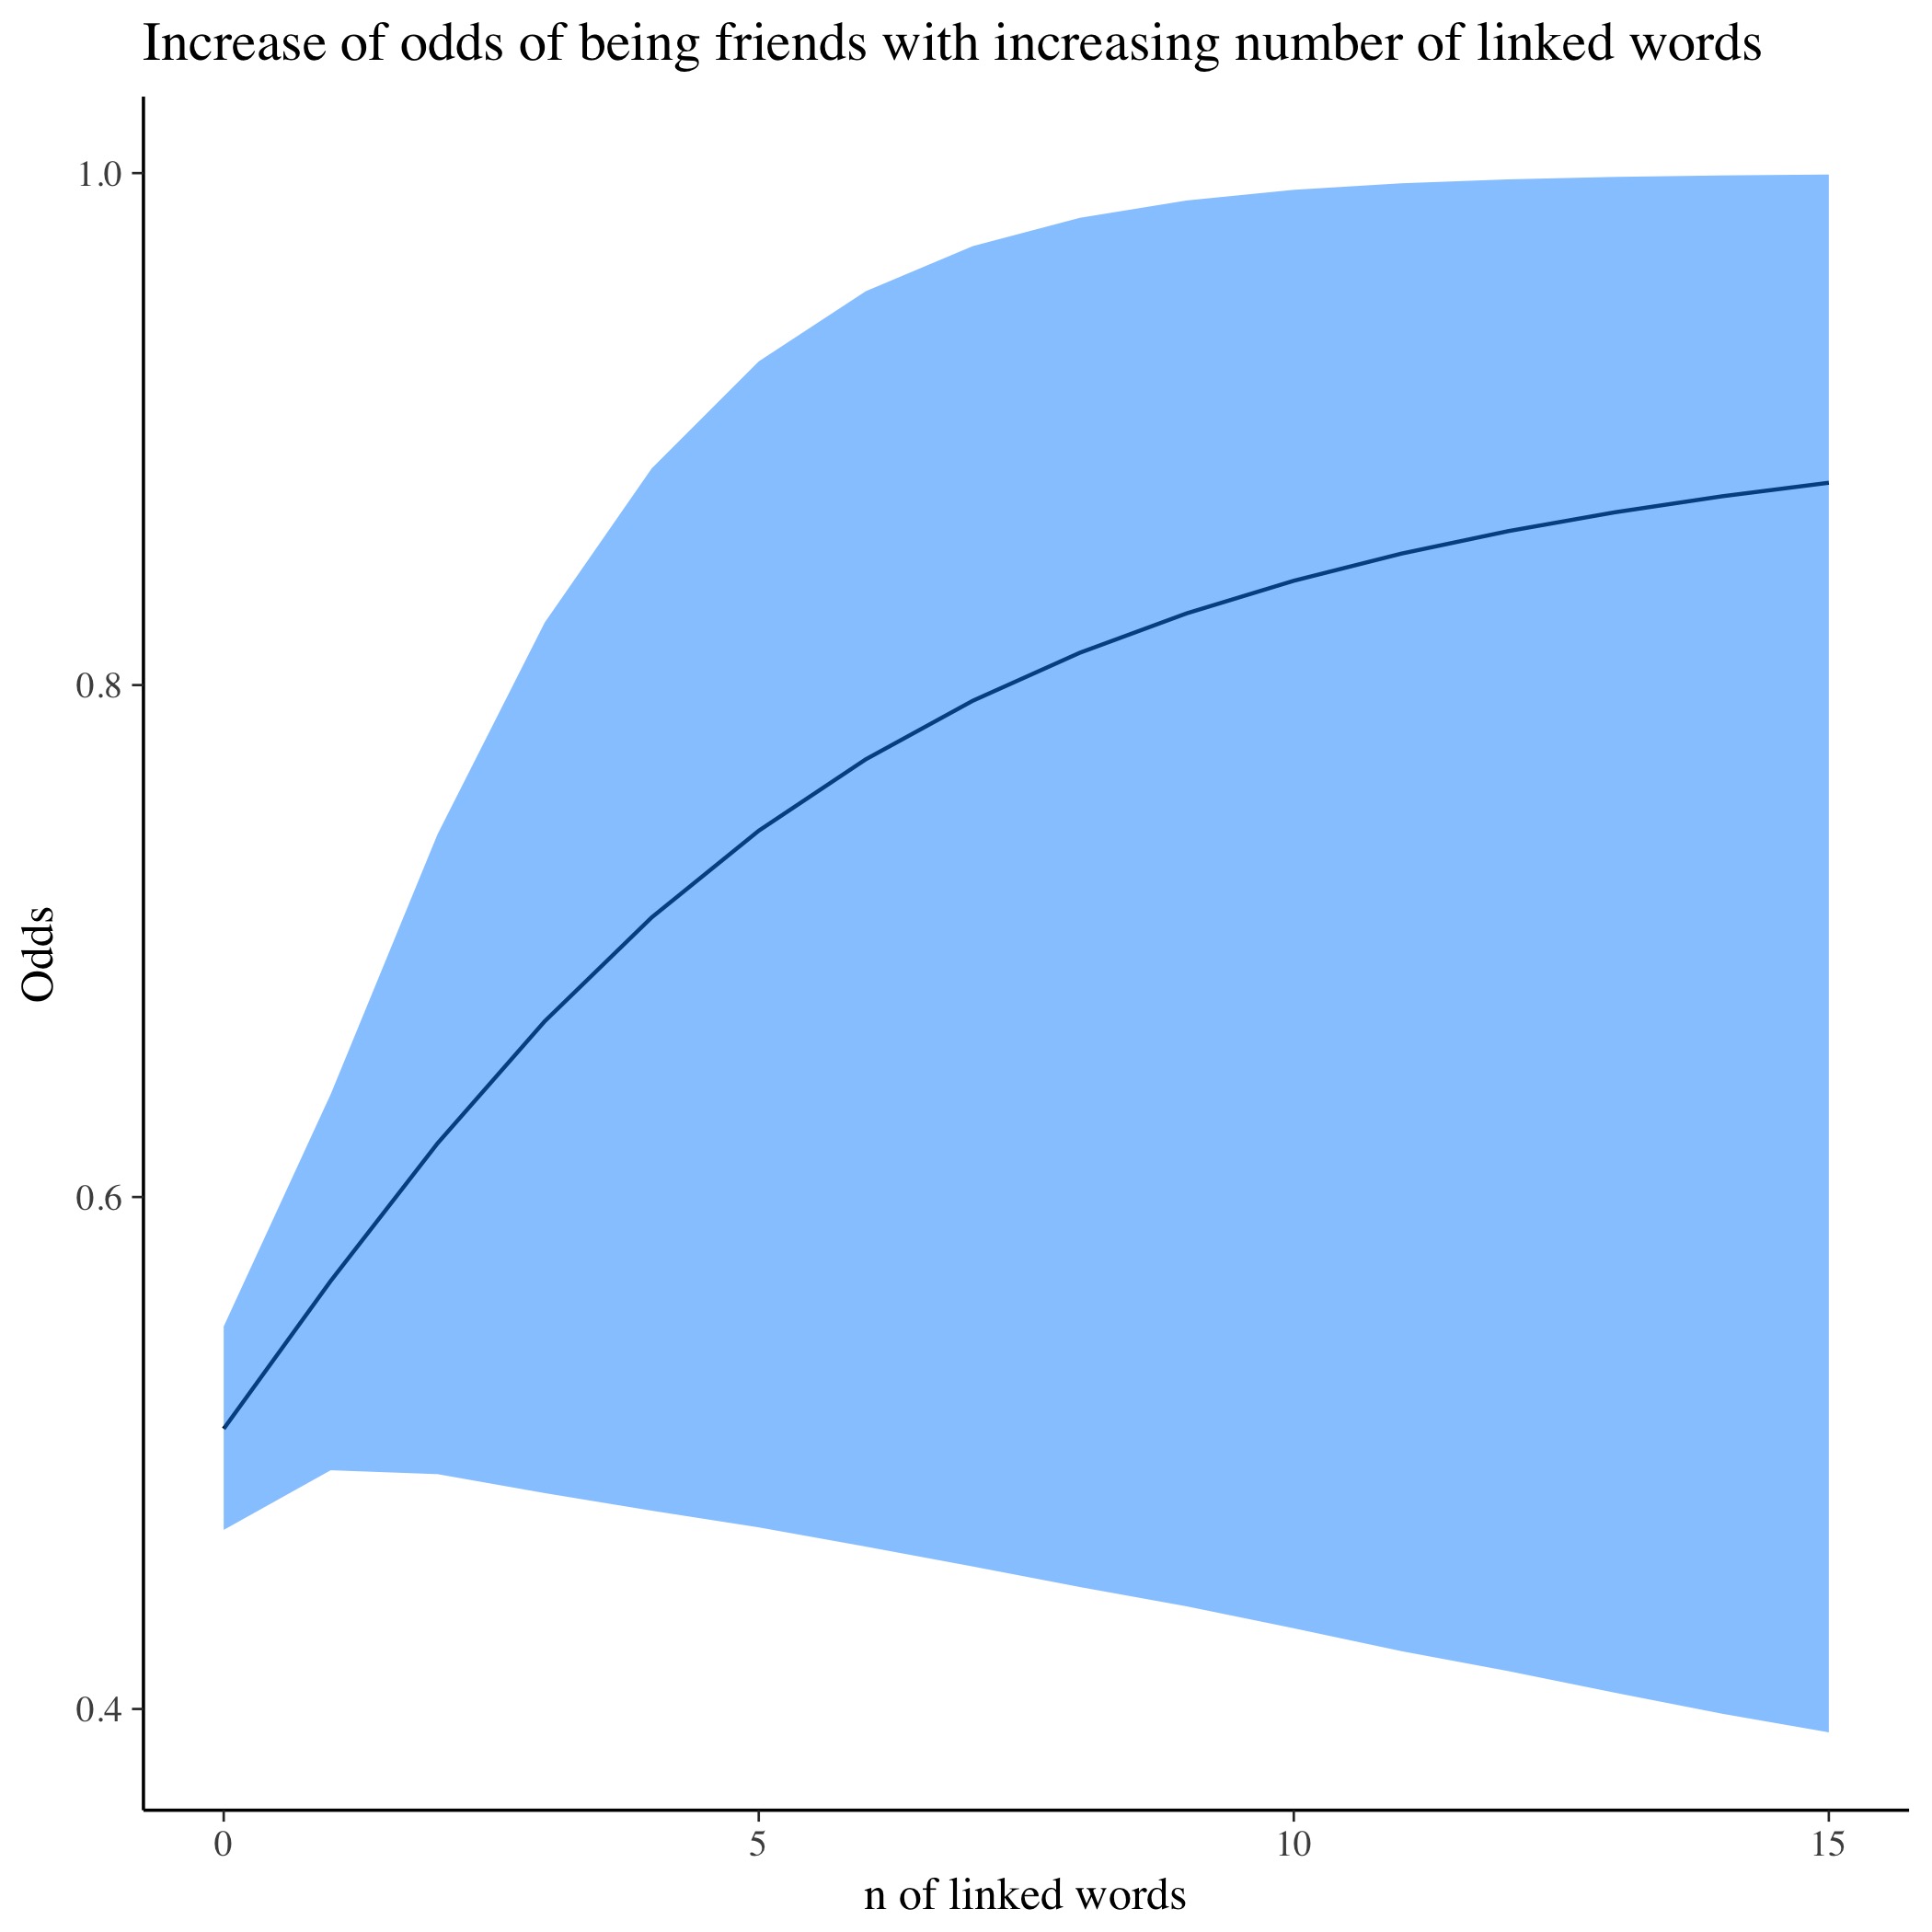 Increase of odds of being friends with increasing number of linked words
1.0
0.8
0.6
0.4
Odds
0
5
10
15
n of linked words